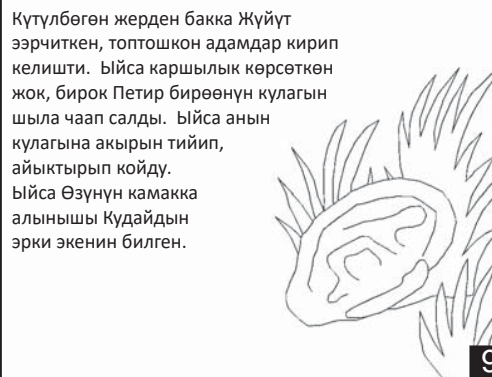 Күтүлбөгөн жерден бакка Жүйүт
ээрчиткен, топтошкон адамдар кирип
келишти. Ыйса каршылык көрсөткөн
жок, бирок Петир бирөөнүн кулагын
шыла чаап салды. Ыйса анын
кулагына акырын тийип,
айыктырып койду.
Ыйса Өзүнүн камакка
алынышы Кудайдын
эрки экенин билген.
9